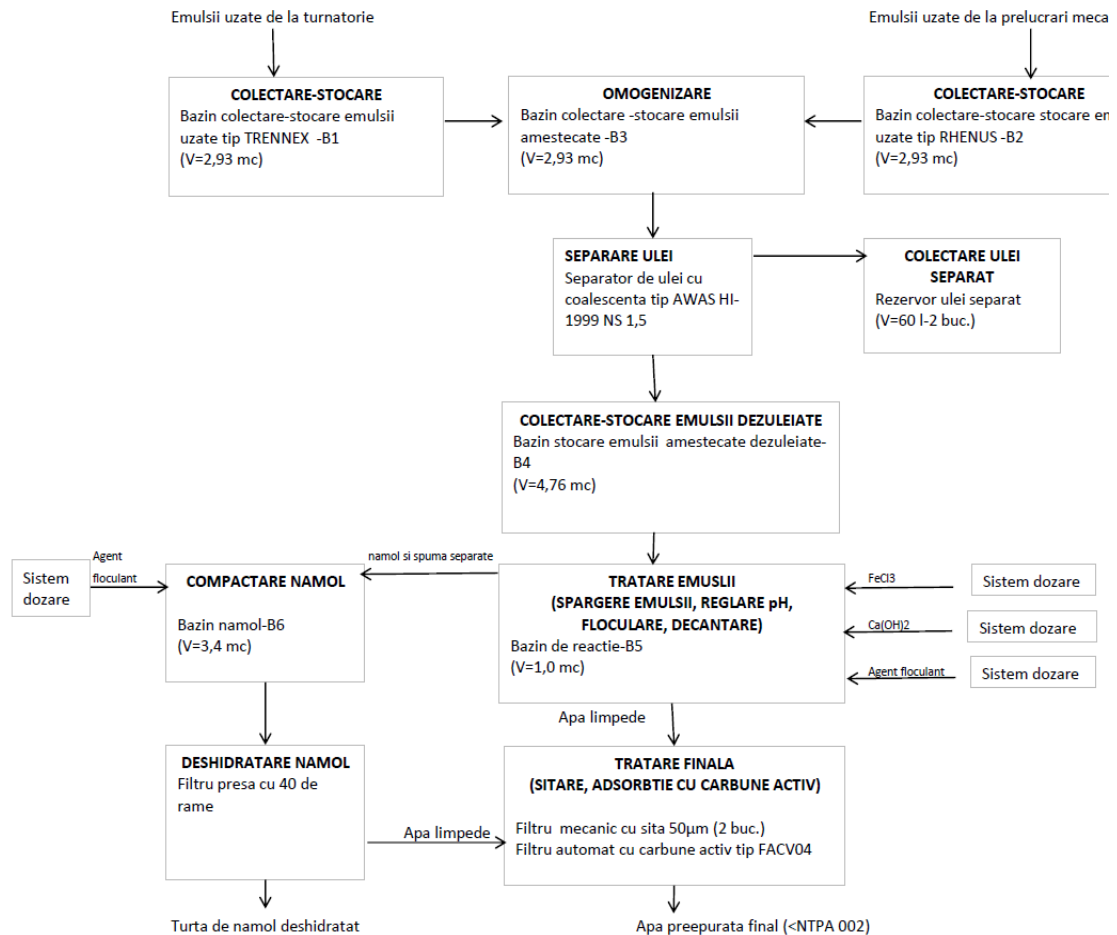 Emulsii uzate de la turnatorie
Emulsii uzate de la prelucrari meca
COLECTARE-STOCARE
Bazin colectare-stocare emulsii
uzate tip TRENNEX -B1
(V=2,93 mc)
OMOGENIZARE
Bazin colectare -stocare emulsii
amestecate -B3
(V=2,93 mc)
COLECTARE-STOCARE
Bazin colectare-stocare stocare em
uzate tip RHENUS -B2
(V=2,93 mc)
SEPARARE ULEI
Separator de ulei cu
coalescenta tip AWAS HI-
1999 NS 1,5
COLECTARE ULEI
SEPARAT
Rezervor ulei separat
(V=60 l-2 buc.)
COLECTARE-STOCARE EMULSII DEZULEIATE
Bazin stocare emulsii amestecate dezuleiate-
B4
(V=4,76 mc)
Sistem
dozare
Agent
floculant
COMPACTARE NAMOL
Bazin namol-B6
(V=3,4 mc)
namol si spuma separate
TRATARE EMUSLII
(SPARGERE EMULSII, REGLARE pH,
FLOCULARE, DECANTARE)
Bazin de reactie-B5
(V=1,0 mc)
FeCl3
Sistem dozare
Ca(OH)2
Sistem dozare
Agent floculant
Sistem dozare
Apa limpede
DESHIDRATARE NAMOL
Filtru presa cu 40 de
rame
Apa limpede
TRATARE FINALA
(SITARE, ADSORBTIE CU CARBUNE ACTIV)
Filtru mecanic cu sita 50µm (2 buc.)
Filtru automat cu carbune activ tip FACV04
Turta de namol deshidratat
Apa preepurata final (<NTPA 002)